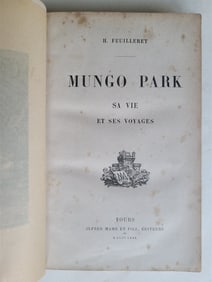 H. FEUILLERET
MUNGO PARK
SA VIE
ET SES VOYAGES
TOURS
ALFRED MAME ET FILS, ÉDITEURS